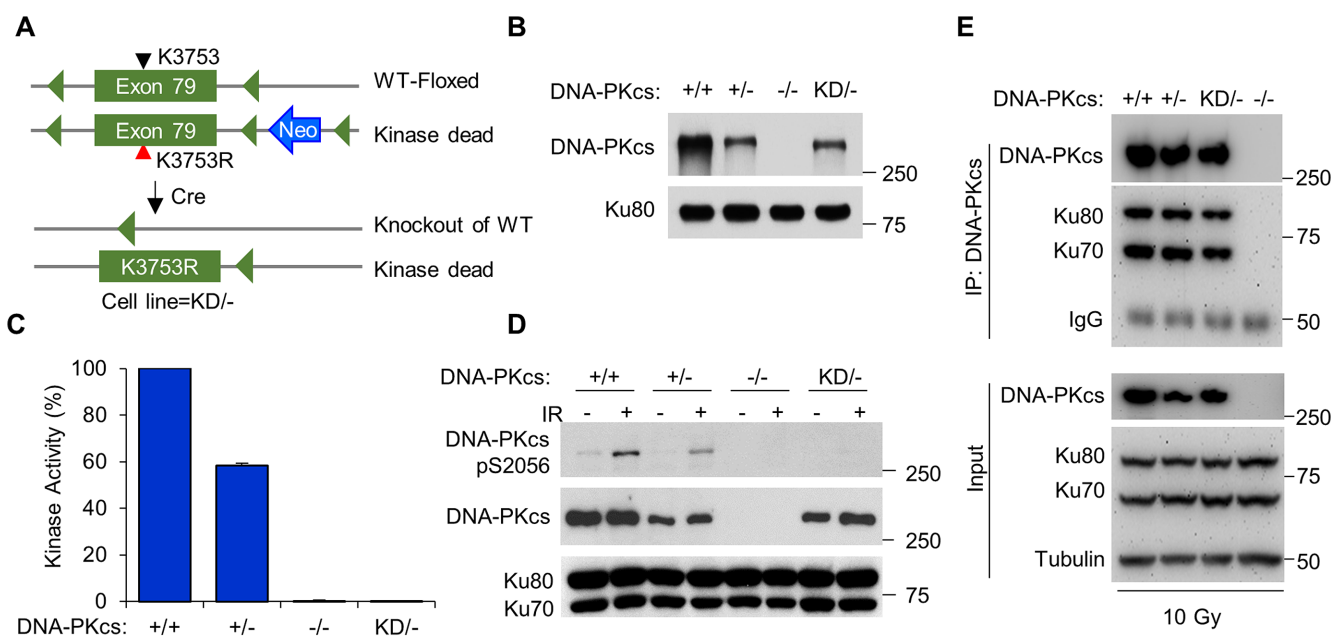 A
K3753
Exon 79
WT-Floxed
Exon 79
Neo
Kinase dead
K3753R
Cre
Knockout of WT
K3753R
Kinase dead
Cell line=KD/-
B
DNA-PKcs: +/+ +/- -/- KD/-
DNA-PKcs
250
Ku80
75
C
Kinase Activity (%)
100
80
60
40
20
0
DNA-PKcs: +/+ +/- -/- KD/-
D
DNA-PKcs: +/+ +/- -/- KD/-
IR - + - + - + - +
DNA-PKcs
pS2056
250
DNA-PKcs
250
Ku80
75
Ku70
E
DNA-PKcs: +/+ +/- KD/- -/-
IP: DNA-PKcs
DNA-PKcs
250
Ku80
75
Ku70
IgG
50
Input
DNA-PKcs
250
Ku80
75
Ku70
Tubulin
50
10 Gy